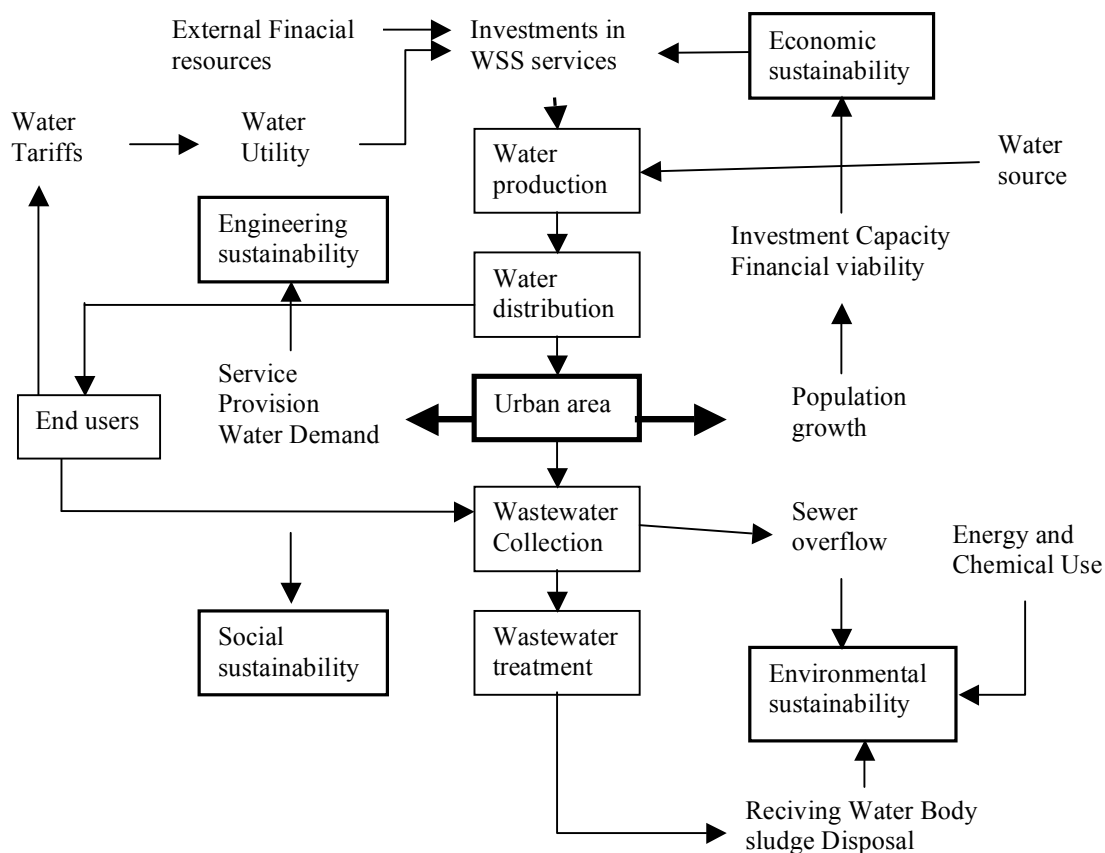 External Finacial
resources
Investments in
WSS services
Economic
sustainability
Water
Tariffs
Water
Utility
Water
production
Water
source
Engineering
sustainability
Investment Capacity
Financial viability
Water
distribution
Service
Provision
Water Demand
End users
Urban area
Population
growth
Wastewater
Collection
Sewer
overflow
Energy and
Chemical Use
Social
sustainability
Wastewater
treatment
Environmental
sustainability
Reciving Water Body
sludge Disposal